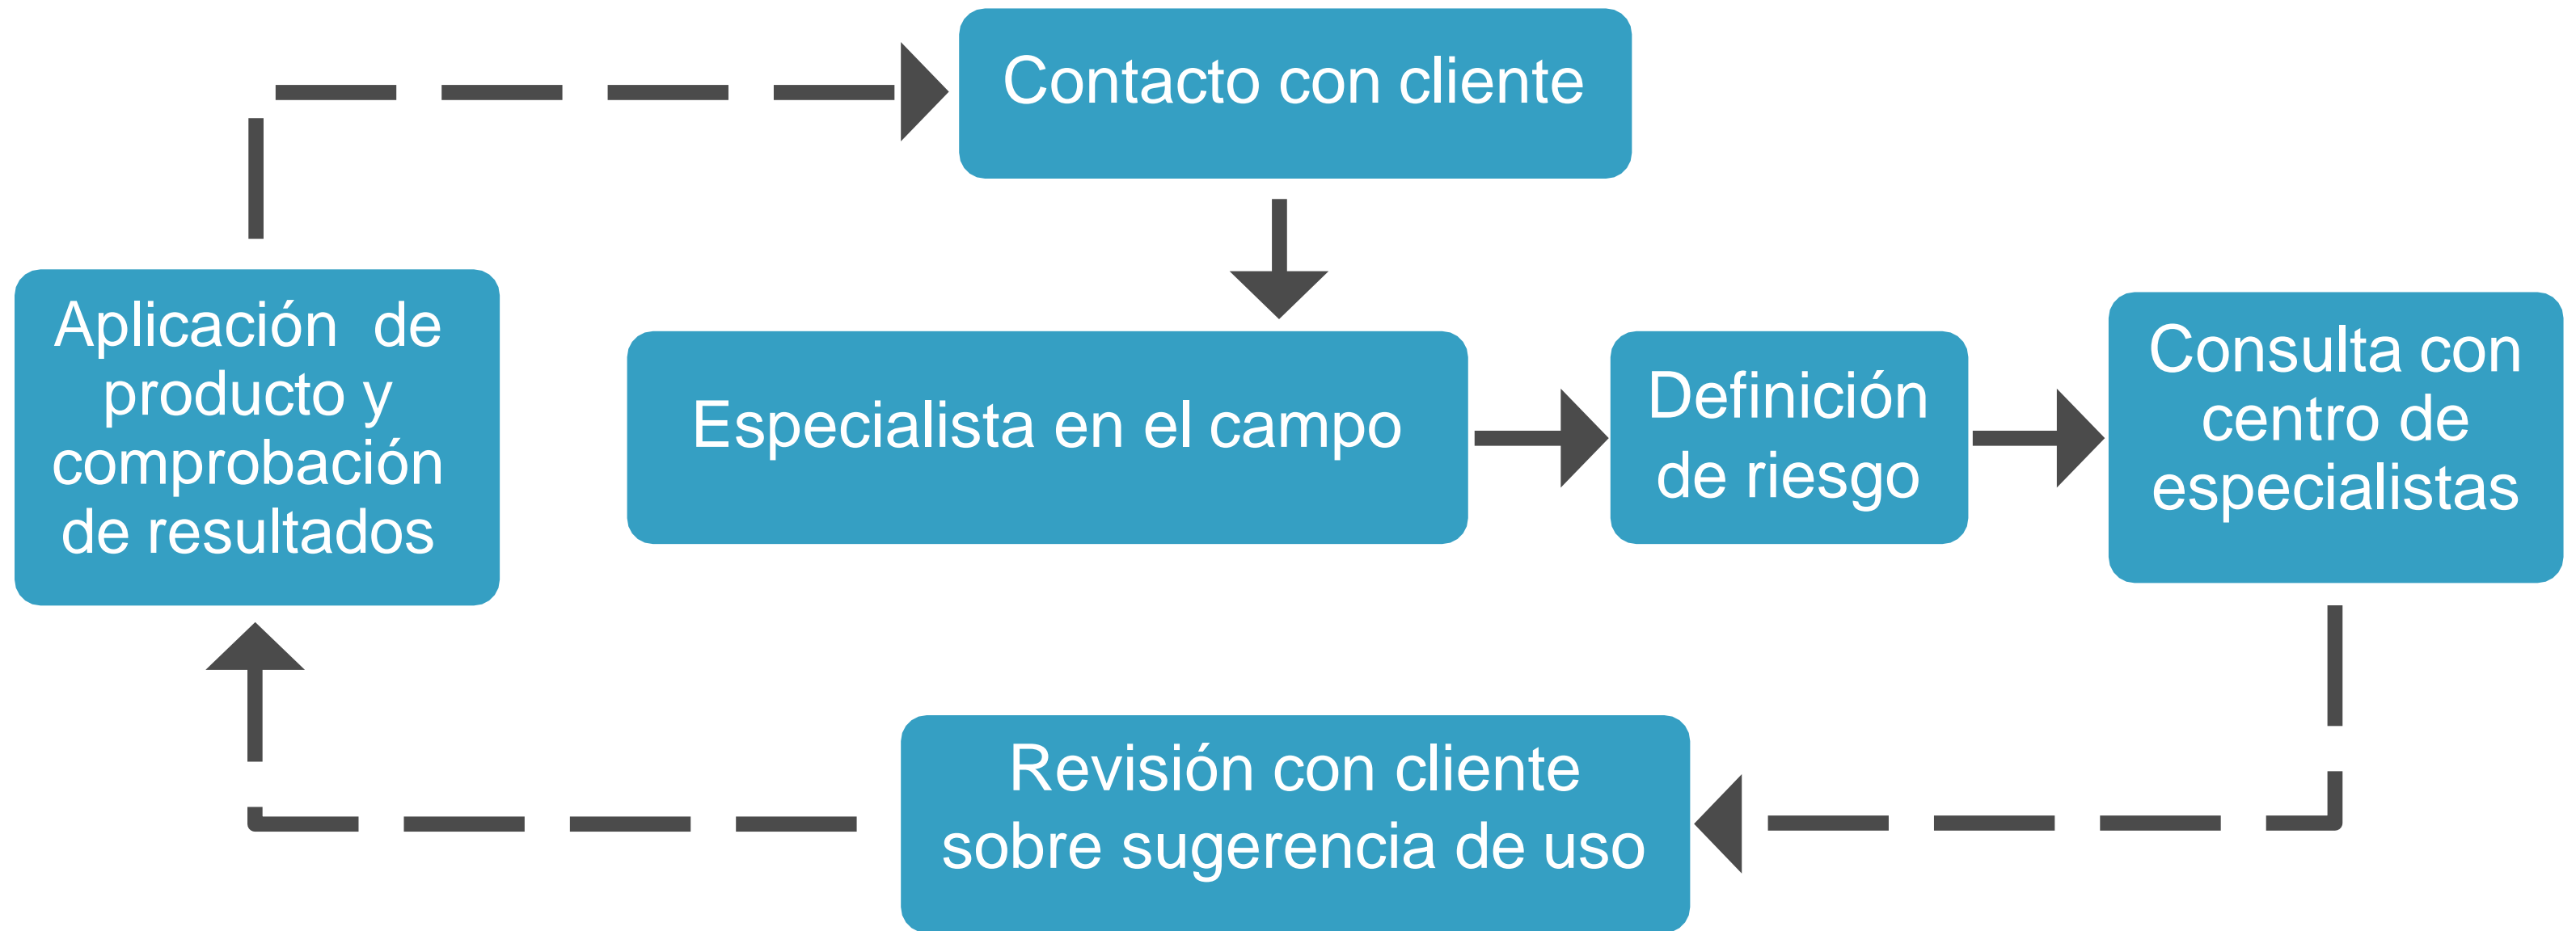 Contacto con cliente
Especialista en el campo
Definición
de riesgo
Consulta con
centro de
especialistas
Revisión con cliente
sobre sugerencia de uso
Aplicación  de
producto y
comprobación
de resultados